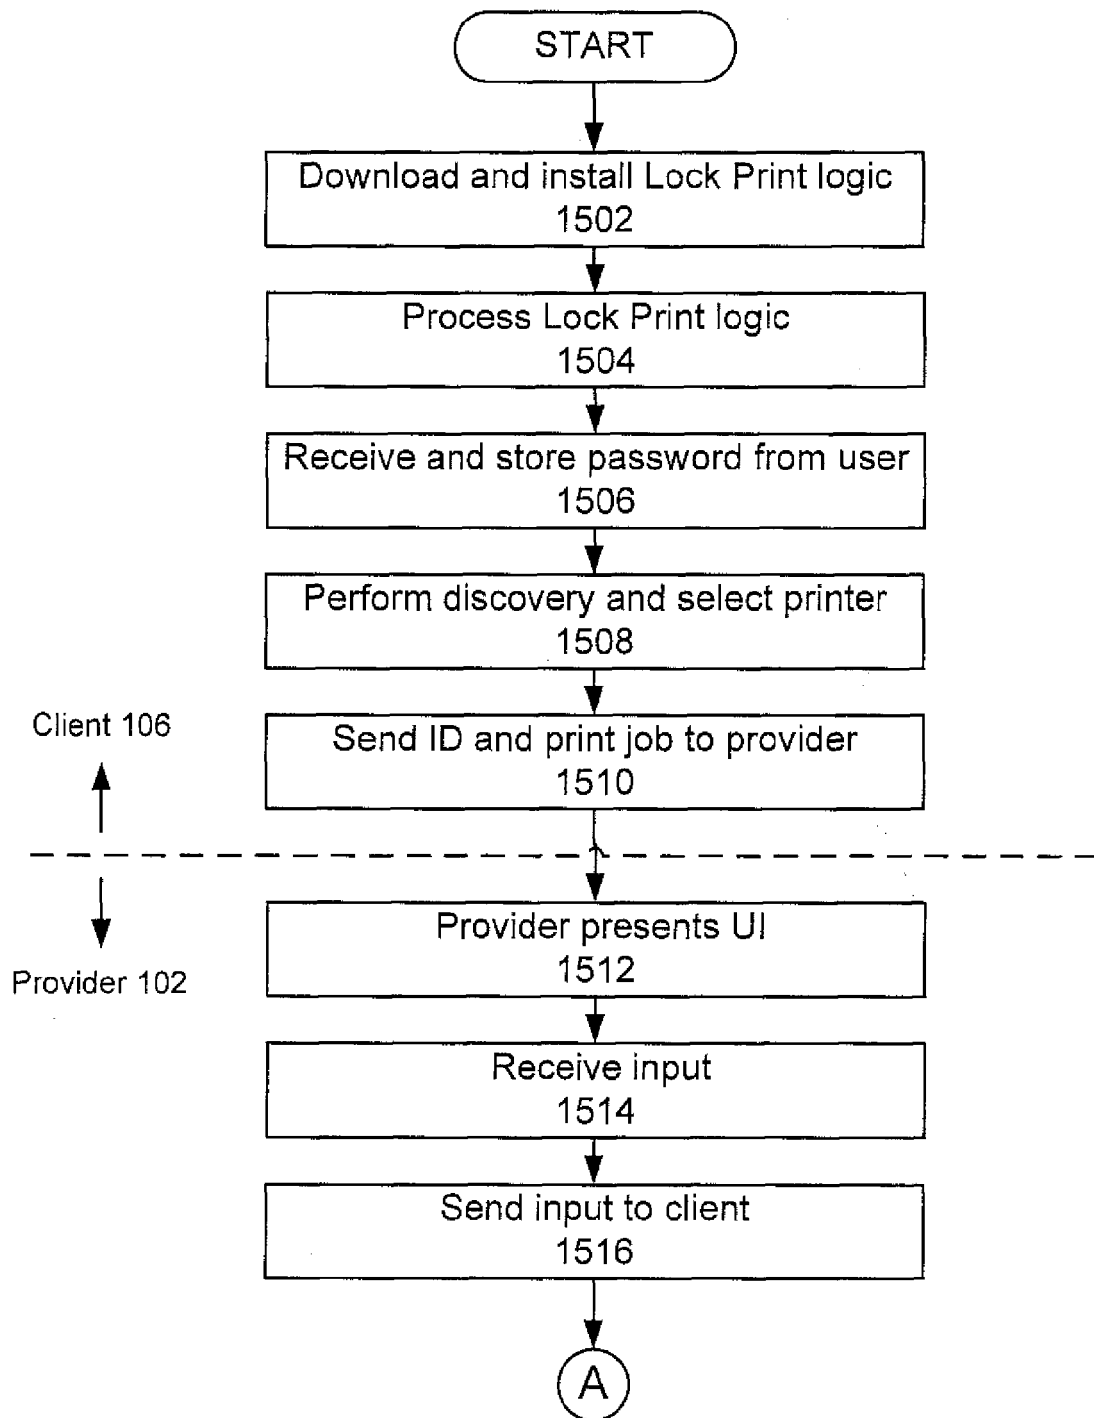 START
Download and install Lock Print logic
1502
Process Lock Print logic
1504
Receive and store password from user
1506
Perform discovery and select printer
1508
Client 106
Send ID and print job to provider
1510
Provider presents UI
1512
Provider 102
Receive input
1514
Send input to client
1516
A